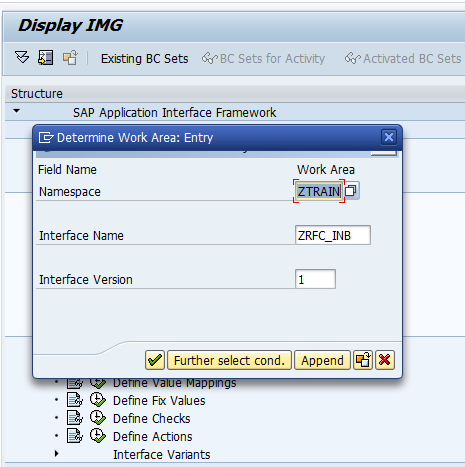 Display IMG
Existing BC Sets BC Sets for Activity Activated BC Sets
Structure
SAP Application Interface Framework
Determine Work Area: Entry
Field Name Work Area
Namespace ZTRAIN
Interface Name ZRFC_INB
Interface Version 1
Further select cond. Append
Define Value Mappings
Define Fix Values
Define Checks
Define Actions
Interface Variants